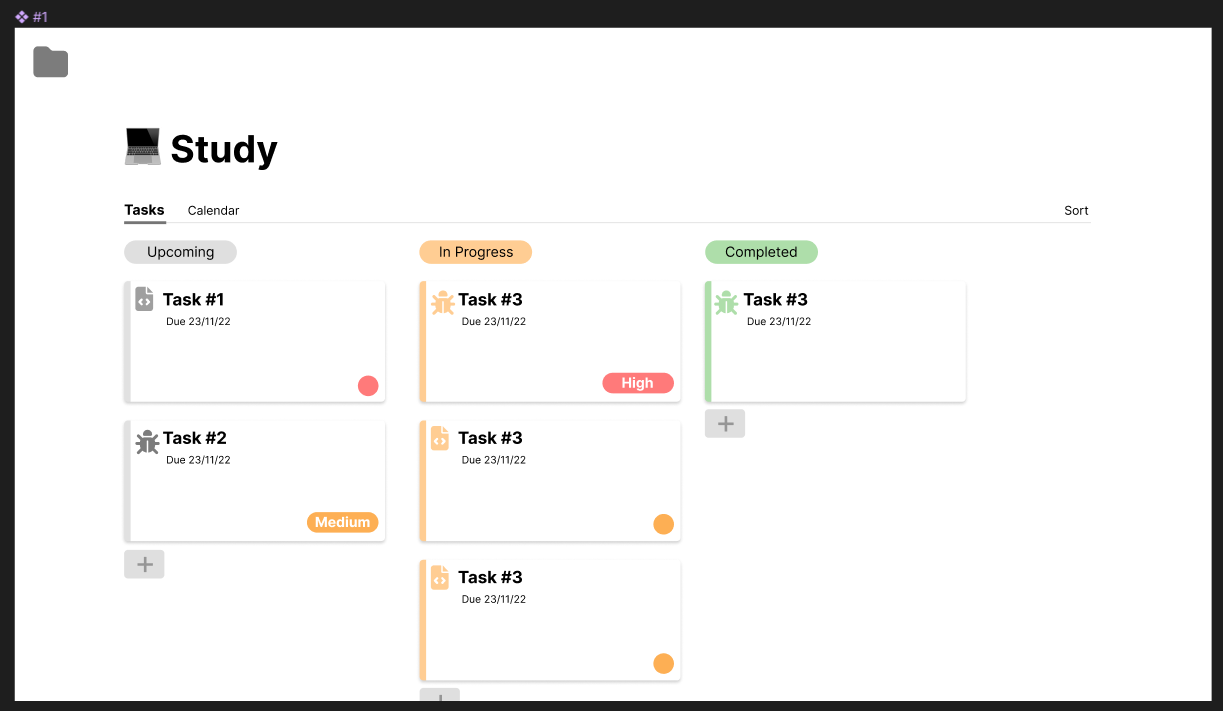 #1
Study
Tasks Calendar Sort
Upcoming In Progress Completed
Task #1
Due 23/11/22
Task #3
Due 23/11/22
High
Task #3
Due 23/11/22
Task #2
Due 23/11/22
Medium
Task #3
Due 23/11/22
Task #3
Due 23/11/22